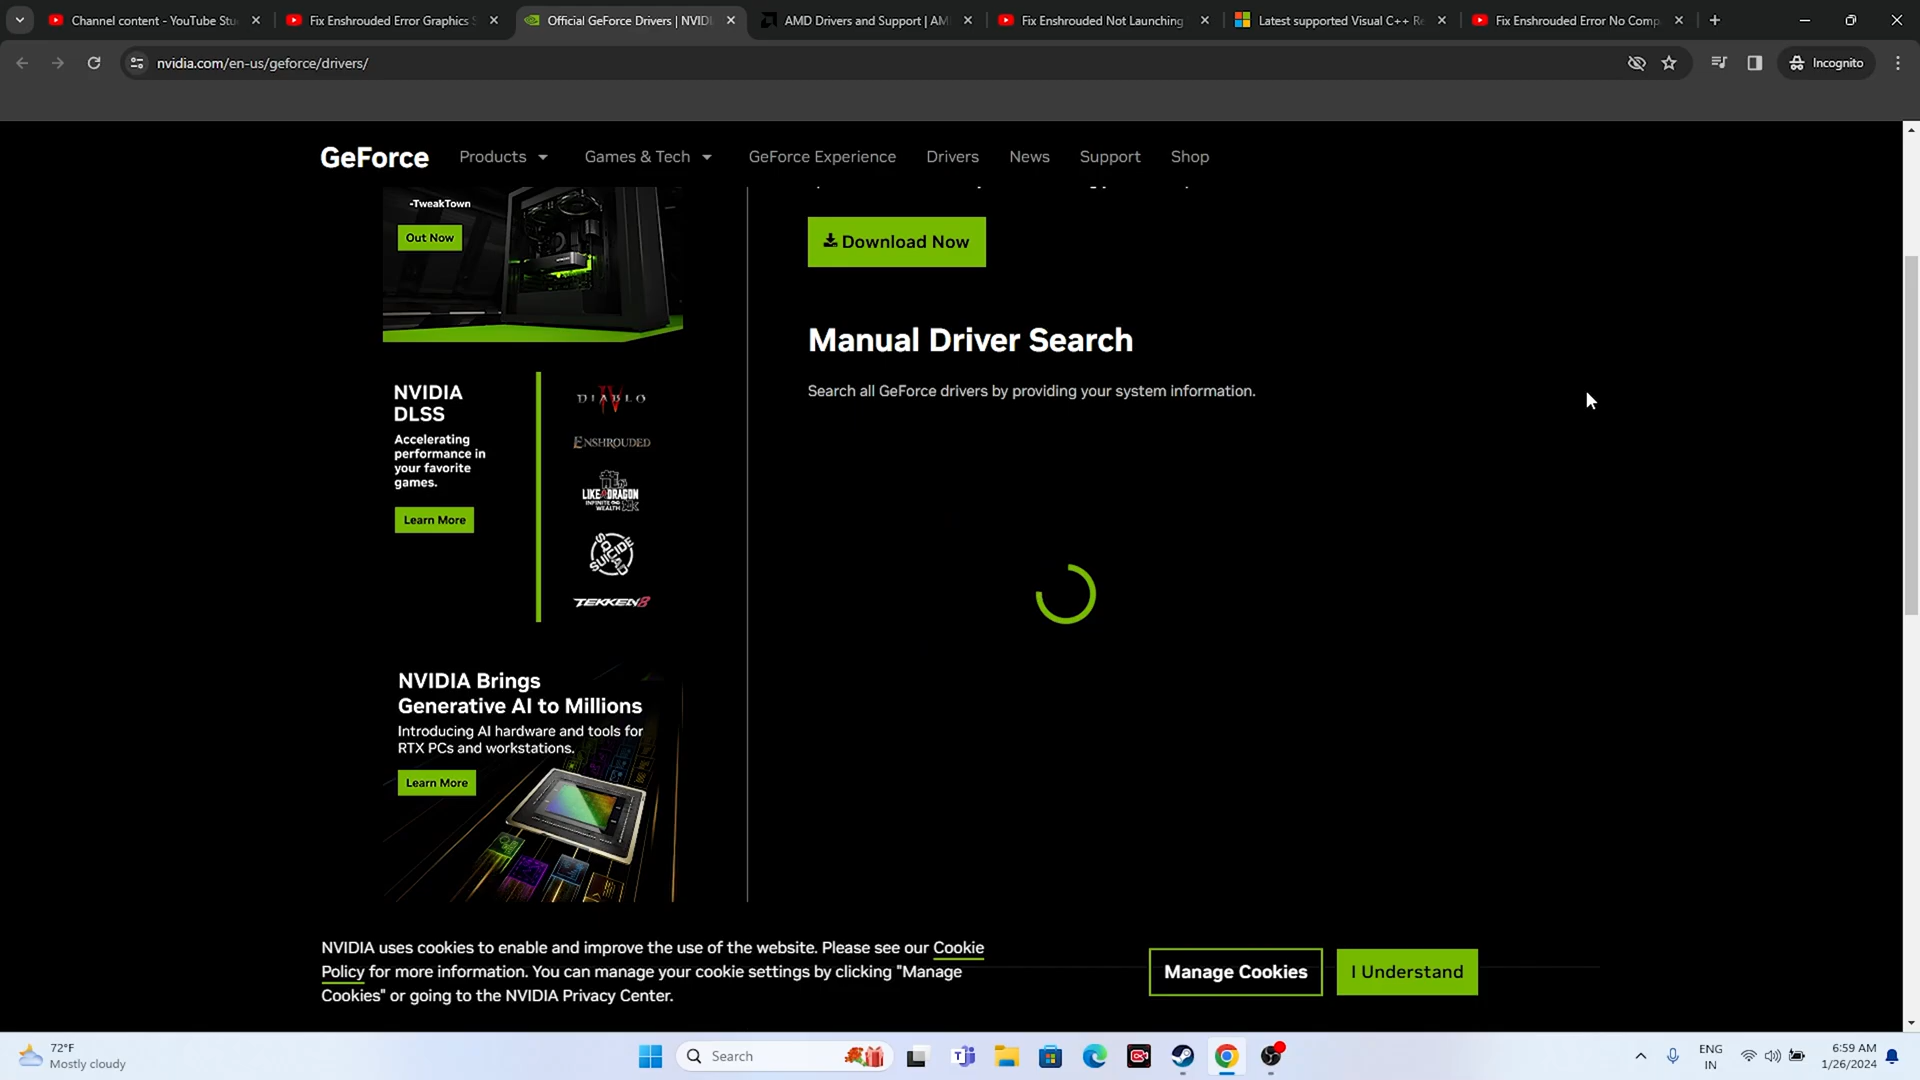 Channel content - YouTube Stu
Fix Enshrouded Error Graphics S
Official GeForce Drivers | NVIDI
AMD Drivers and Support | AM
Fix Enshrouded Not Launching
Latest supported Visual C++ Re
Fix Enshrouded Error No Comp
nvidia.com/en-us/geforce/drivers/
Incognito
GeForce
Products
Games & Tech
GeForce Experience
Drivers
News
Support
Shop
-TweakTown
Out Now
Download Now
Manual Driver Search
Search all GeForce drivers by providing your system information.
NVIDIA
DLSS
Accelerating
performance in
your favorite
games.
Learn More
DIABLO
IV
ENSHROUDED
LIKE A DRAGON
INFINITE WEALTH
SUICIDE
SQUAD
TEKKEN 8
NVIDIA Brings
Generative AI to Millions
Introducing AI hardware and tools for
RTX PCs and workstations.
Learn More
NVIDIA uses cookies to enable and improve the use of the website. Please see our Cookie
Policy for more information. You can manage your cookie settings by clicking "Manage
Cookies" or going to the NVIDIA Privacy Center.
Manage Cookies
I Understand
72°F
Mostly cloudy
Search
ENG
IN
6:59 AM
1/26/2024